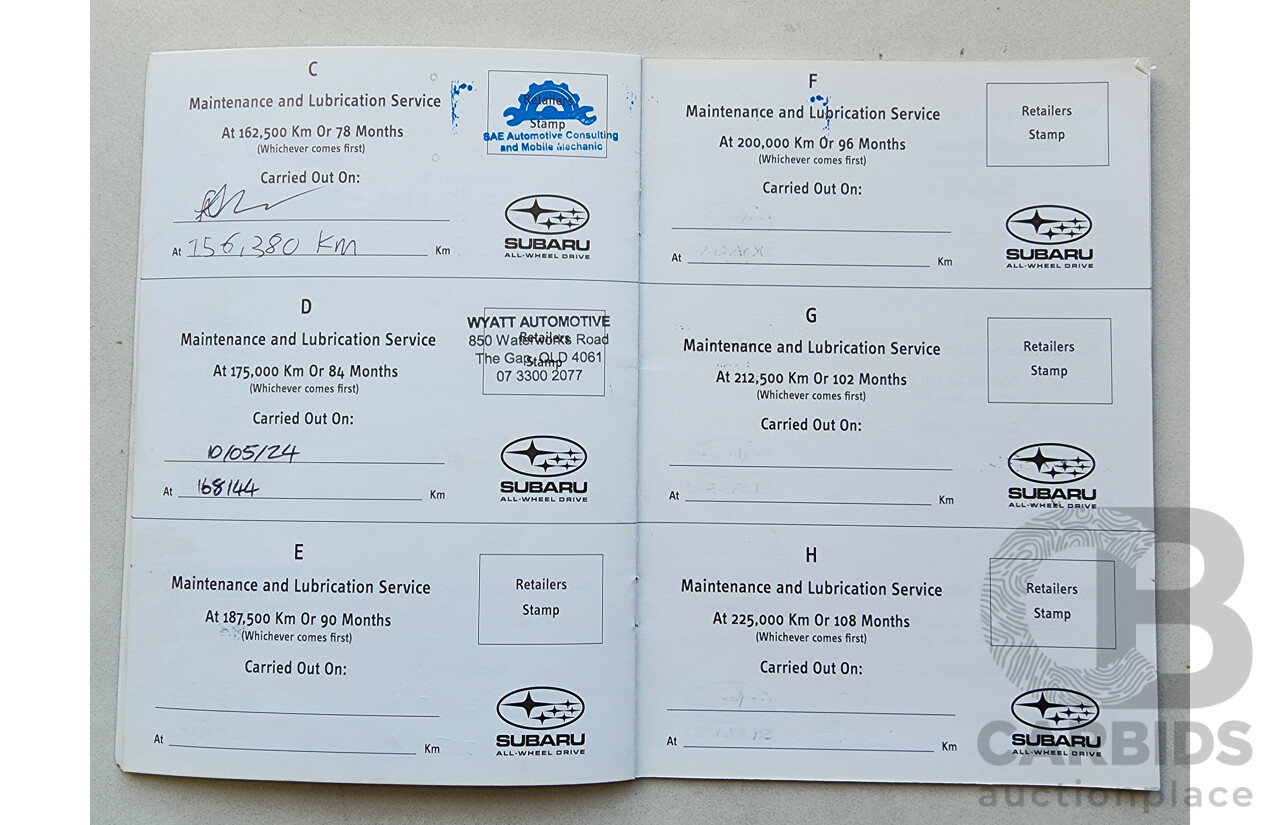 C
Maintenance and Lubrication Service
At 162,500 Km Or 78 Months
(Whichever comes first)
Carried Out On:
At 156,380 Km Km
Retailers
Stamp
SAE Automotive Consulting
and Mobile Mechanic
SUBARU
ALL-WHEEL DRIVE
D
Maintenance and Lubrication Service
At 175,000 Km Or 84 Months
(Whichever comes first)
Carried Out On:
10/05/24
At 168144 Km
WYATT AUTOMOTIVE
850 Waterworks Road
Retailers
The Gap, QLD 4061
Stamp
07 3300 2077
SUBARU
ALL-WHEEL DRIVE
E
Maintenance and Lubrication Service
At 187,500 Km Or 90 Months
(Whichever comes first)
Carried Out On:
At Km
Retailers
Stamp
SUBARU
ALL-WHEEL DRIVE
F
Maintenance and Lubrication Service
At 200,000 Km Or 96 Months
(Whichever comes first)
Carried Out On:
At Km
Retailers
Stamp
SUBARU
ALL-WHEEL DRIVE
G
Maintenance and Lubrication Service
At 212,500 Km Or 102 Months
(Whichever comes first)
Carried Out On:
At Km
Retailers
Stamp
SUBARU
ALL-WHEEL DRIVE
H
Maintenance and Lubrication Service
At 225,000 Km Or 108 Months
(Whichever comes first)
Carried Out On:
At Km
Retailers
Stamp
SUBARU
ALL-WHEEL DRIVE
CB
CARBIDS
auctionplace